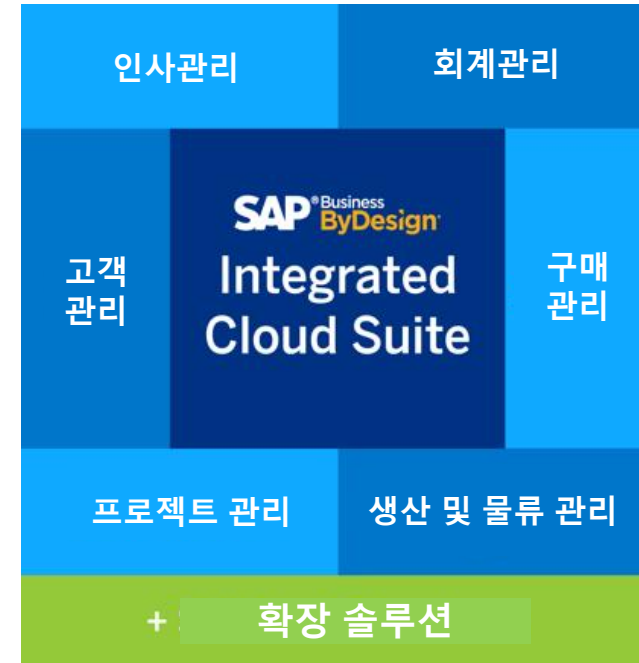 인사관리
회계관리
SAP Business ByDesign
Integrated
Cloud Suite
고객
관리
구매
관리
프로젝트 관리
생산 및 물류 관리
+ 확장 솔루션